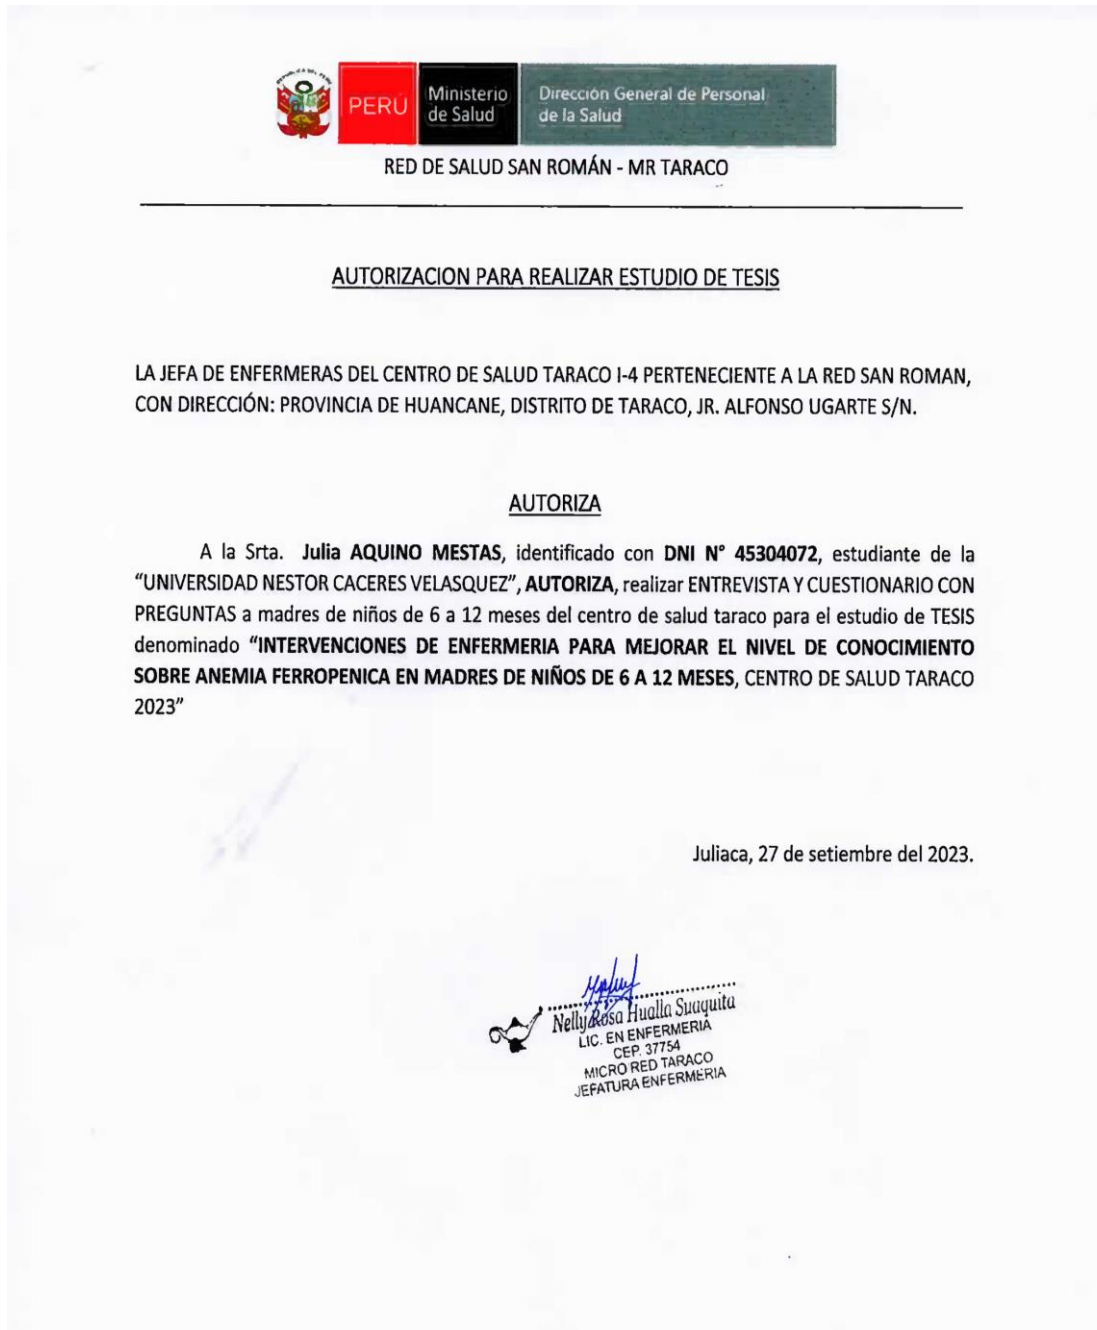 REPUBLICA DEL PERU
PERÚ
Ministerio
de Salud
Dirección General de Personal
de la Salud
RED DE SALUD SAN ROMÁN - MR TARACO
AUTORIZACION PARA REALIZAR ESTUDIO DE TESIS
LA JEFA DE ENFERMERAS DEL CENTRO DE SALUD TARACO I-4 PERTENECIENTE A LA RED SAN ROMAN,
CON DIRECCIÓN: PROVINCIA DE HUANCANE, DISTRITO DE TARACO, JR. ALFONSO UGARTE S/N.
AUTORIZA
A la Srta. Julia AQUINO MESTAS, identificado con DNI N° 45304072, estudiante de la
“UNIVERSIDAD NESTOR CACERES VELASQUEZ”, AUTORIZA, realizar ENTREVISTA Y CUESTIONARIO CON
PREGUNTAS a madres de niños de 6 a 12 meses del centro de salud taraco para el estudio de TESIS
denominado “INTERVENCIONES DE ENFERMERIA PARA MEJORAR EL NIVEL DE CONOCIMIENTO
SOBRE ANEMIA FERROPENICA EN MADRES DE NIÑOS DE 6 A 12 MESES, CENTRO DE SALUD TARACO
2023”
Juliaca, 27 de setiembre del 2023.
Nelly Rosa Hualla Suaquita
LIC. EN ENFERMERIA
CEP. 37754
MICRO RED TARACO
JEFATURA ENFERMERIA